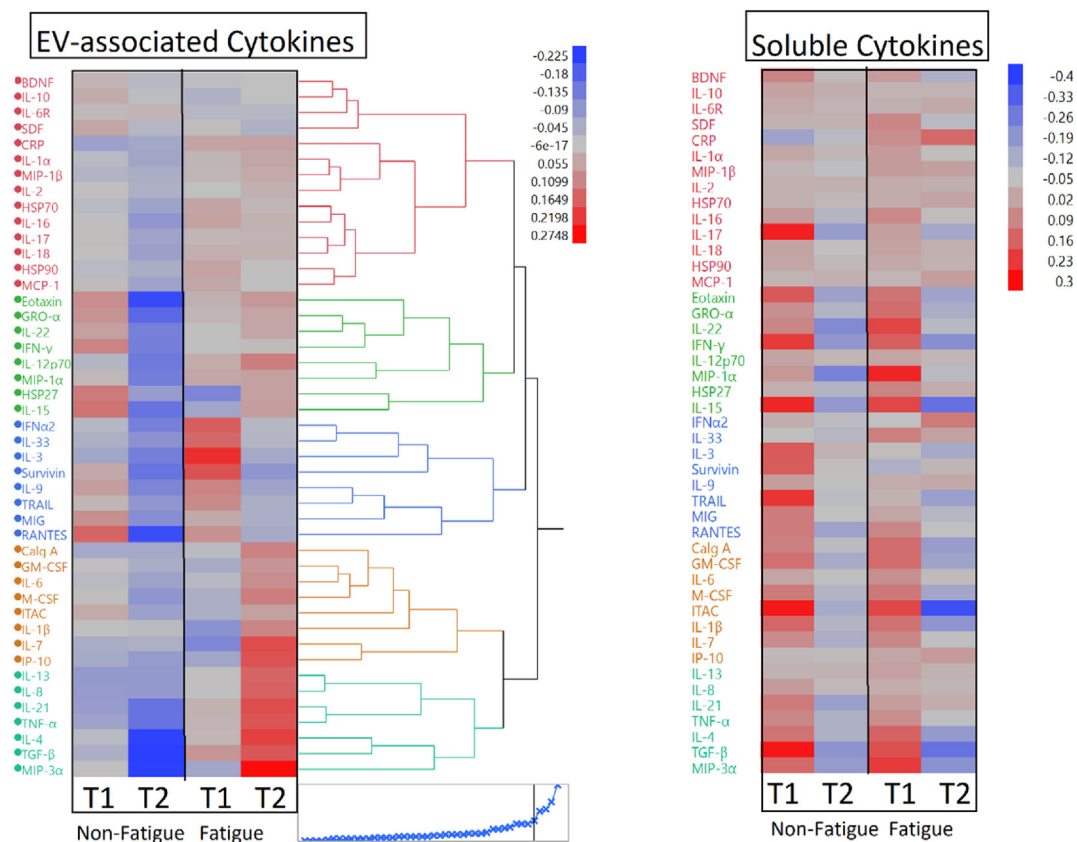 EV-associated Cytokines
BDNF
IL-10
IL-6R
SDF
CRP
IL-1α
MIP-1β
IL-2
HSP70
IL-16
IL-17
IL-18
HSP90
MCP-1
Eotaxin
GRO-α
IL-22
IFN-γ
IL-12p70
MIP-1α
HSP27
IL-15
IFNα2
IL-33
IL-3
Survivin
IL-9
TRAIL
MIG
RANTES
Calg A
GM-CSF
IL-6
M-CSF
ITAC
IL-1β
IL-7
IP-10
IL-13
IL-8
IL-21
TNF-α
IL-4
TGF-β
MIP-3α
T1 T2 T1 T2
Non-Fatigue Fatigue
-0.225
-0.18
-0.135
-0.09
-0.045
-6e-17
0.055
0.1099
0.1649
0.2198
0.2748
Soluble Cytokines
BDNF
IL-10
IL-6R
SDF
CRP
IL-1α
MIP-1β
IL-2
HSP70
IL-16
IL-17
IL-18
HSP90
MCP-1
Eotaxin
GRO-α
IL-22
IFN-γ
IL-12p70
MIP-1α
HSP27
IL-15
IFNα2
IL-33
IL-3
Survivin
IL-9
TRAIL
MIG
RANTES
Calg A
GM-CSF
IL-6
M-CSF
ITAC
IL-1β
IL-7
IP-10
IL-13
IL-8
IL-21
TNF-α
IL-4
TGF-β
MIP-3α
T1 T2 T1 T2
Non-Fatigue Fatigue
-0.4
-0.33
-0.26
-0.19
-0.12
-0.05
0.02
0.09
0.16
0.23
0.3